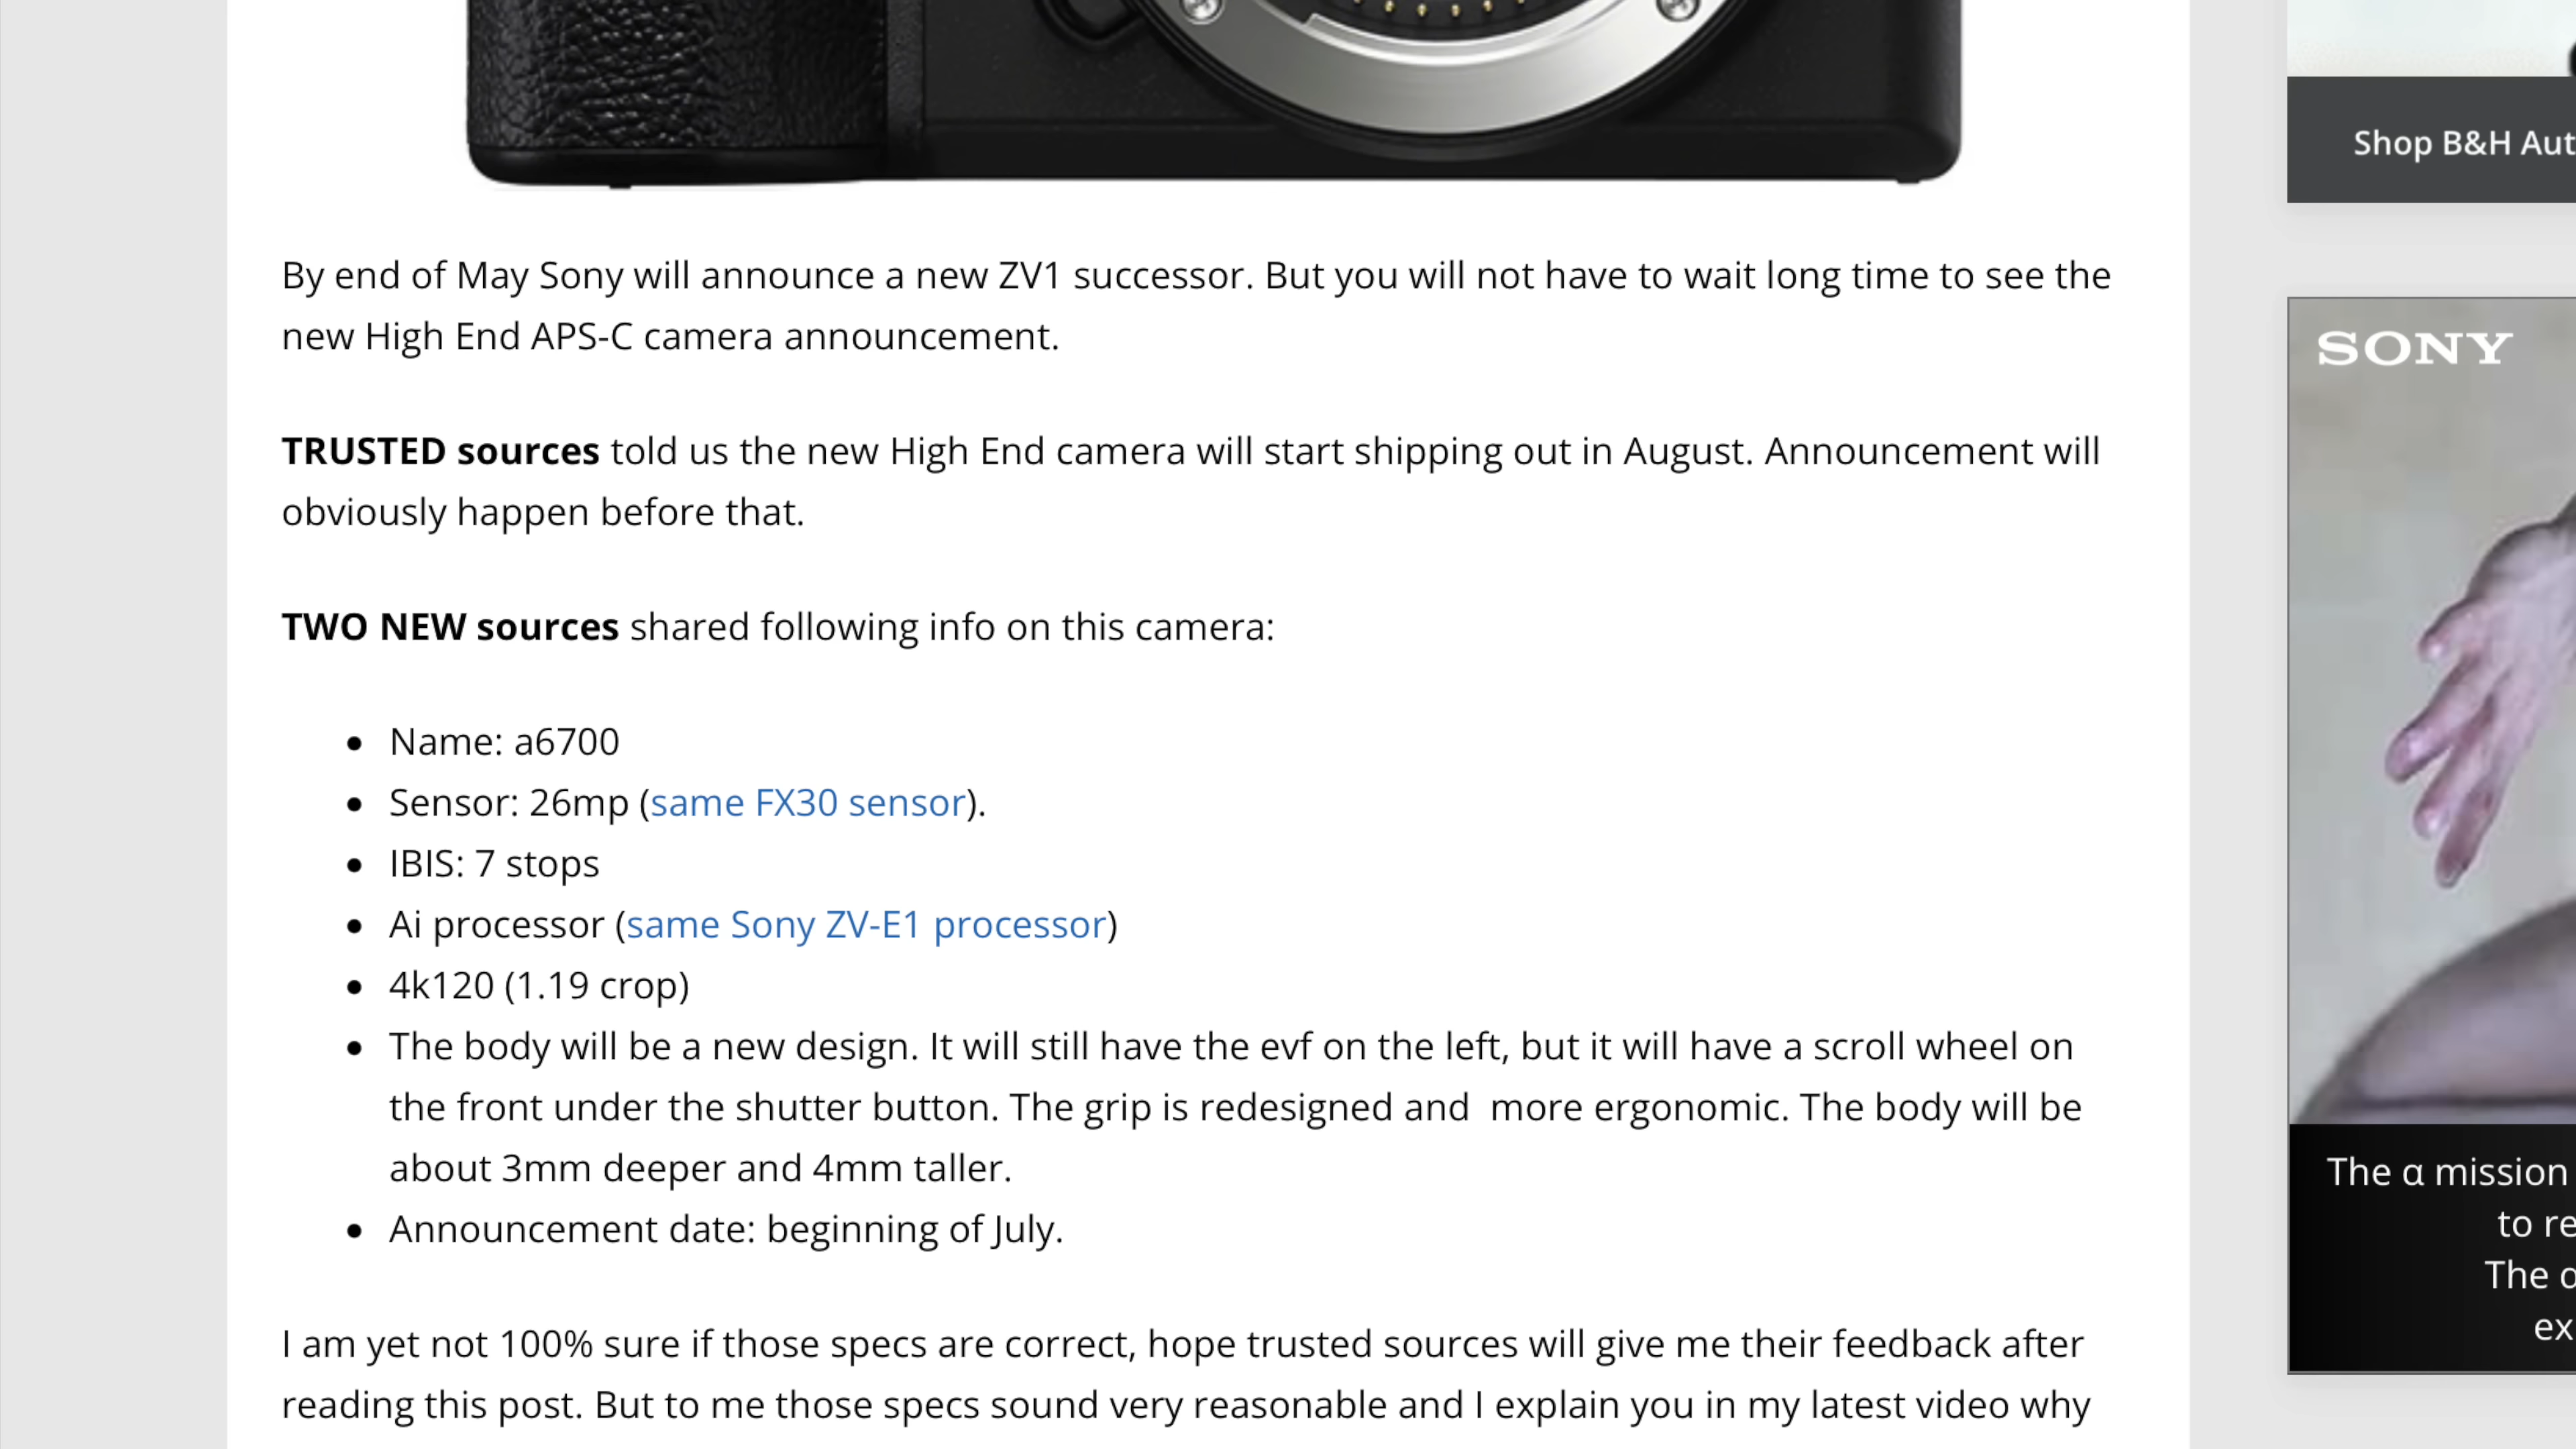 By end of May Sony will announce a new ZV1 successor. But you will not have to wait long time to see the
new High End APS-C camera announcement.
TRUSTED sources told us the new High End camera will start shipping out in August. Announcement will
obviously happen before that.
TWO NEW sources shared following info on this camera:
• Name: a6700
• Sensor: 26mp (same FX30 sensor).
• IBIS: 7 stops
• Ai processor (same Sony ZV-E1 processor)
• 4k120 (1.19 crop)
• The body will be a new design. It will still have the evf on the left, but it will have a scroll wheel on
the front under the shutter button. The grip is redesigned and  more ergonomic. The body will be
about 3mm deeper and 4mm taller.
• Announcement date: beginning of July.
I am yet not 100% sure if those specs are correct, hope trusted sources will give me their feedback after
reading this post. But to me those specs sound very reasonable and I explain you in my latest video why
Shop B&H Aut
SONY
The α mission
to re
The
ex